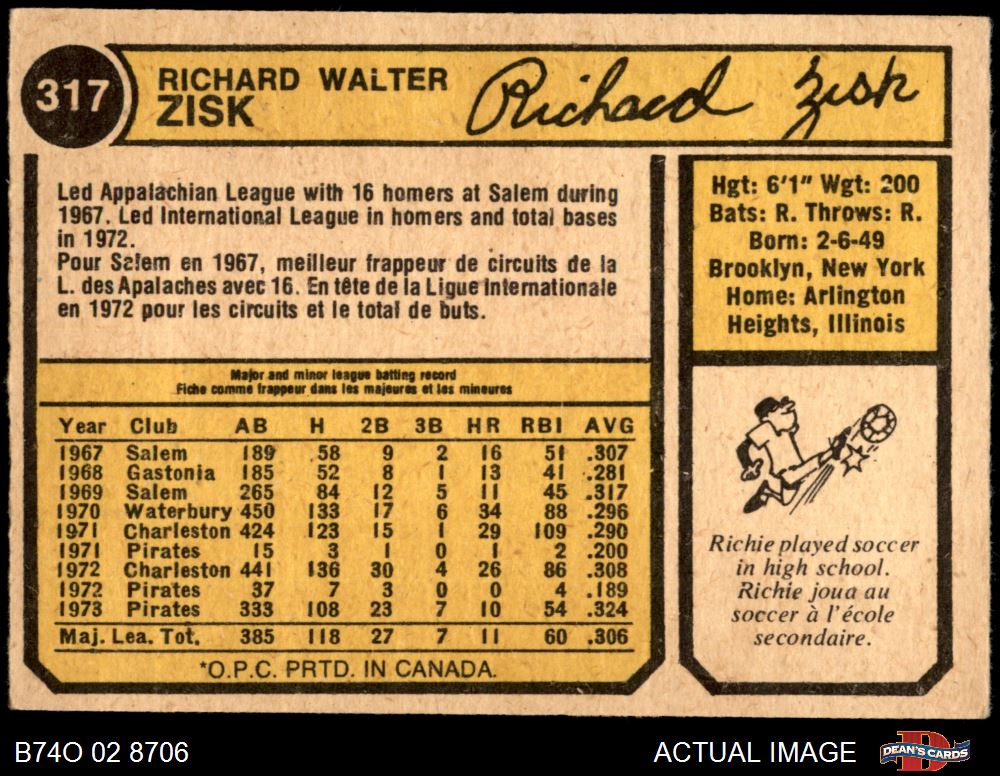 317
RICHARD WALTER
ZISK
Richard Zisk
Led Appalachian League with 16 homers at Salem during
1967. Led International League in homers and total bases
in 1972.
Pour Salem en 1967, meilleur frappeur de circuits de la
L. des Apalaches avec 16. En tête de la Ligue Internationale
en 1972 pour les circuits et le total de buts.
Hgt: 6'1" Wgt: 200
Bats: R. Throws: R.
Born: 2-6-49
Brooklyn, New York
Home: Arlington
Heights, Illinois
Major and minor league batting record
Fiche comme frappeur dans les majeures et les mineures
Year Club AB H 2B 3B HR RBI AVG
1967 Salem 189 58 9 2 16 51 .307
1968 Gastonia 185 52 8 1 13 41 .281
1969 Salem 265 84 12 5 11 45 .317
1970 Waterbury 450 133 17 6 34 88 .296
1971 Charleston 424 123 15 1 29 109 .290
1971 Pirates 15 3 1 0 1 2 .200
1972 Charleston 441 136 30 4 26 86 .308
1972 Pirates 37 7 3 0 0 4 .189
1973 Pirates 333 108 23 7 10 54 .324
Maj. Lea. Tot. 385 118 27 7 11 60 .306
*O.P.C. PRTD. IN CANADA.
Richie played soccer
in high school.
Richie joua au
soccer à l'école
secondaire.
B74O 02 8706
ACTUAL IMAGE
DEAN'S CARDS